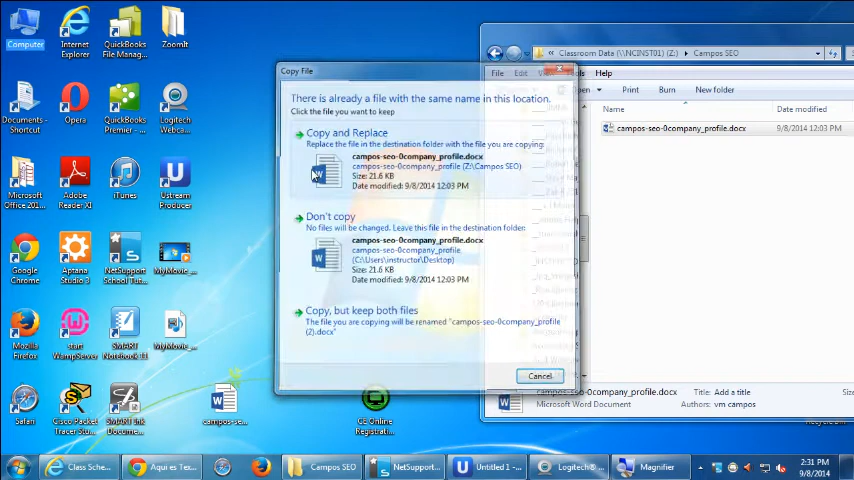 Computer
Internet
Explorer
QuickBooks
File Manag...
ZoomIt
Documents -
Shortcut
Opera
QuickBooks
Premier - ...
Logitech
Webca...
Microsoft
Office 201...
Adobe
Reader XI
iTunes
Ustream
Producer
Google
Chrome
Aptana
Studio 3
NetSupport
School Tut...
MyMovie_...
Mozilla
Firefox
start
WampServer
SMART
Notebook 11
MyMovie_...
Safari
Cisco Packet
Tracer Stu...
SMART Ink
Docume...
campos-se...
CE Online
Registrati...
Copy File
There is already a file with the same name in this location.
Click the file you want to keep
Copy and Replace
Replace the file in the destination folder with the file you are copying:
campos-seo-0company_profile.docx
campos-seo-0company_profile (Z:\Campos SEO)
Size: 21.6 KB
Date modified: 9/8/2014 12:03 PM
Don't copy
No files will be changed. Leave this file in the destination folder:
campos-seo-0company_profile.docx
campos-seo-0company_profile
(C:\Users\instructor\Desktop)
Size: 21.6 KB
Date modified: 9/8/2014 12:03 PM
Copy, but keep both files
The file you are copying will be renamed "campos-seo-0company_profile
(2).docx"
Cancel
Classroom Data (\\NCINST01) (Z:) Campos SEO
File Edit Help
Print Burn New folder
Name Date modified
campos-seo-0company_profile.docx 9/8/2014 12:03 PM
campos-seo-0company_profile.docx Title: Add a title
Microsoft Word Document Authors: vm campos
Class Sche...
Aqui es Tex...
Campos SEO
NetSupport...
Untitled 1 -...
Logitech® ...
Magnifier
2:31 PM
9/8/2014